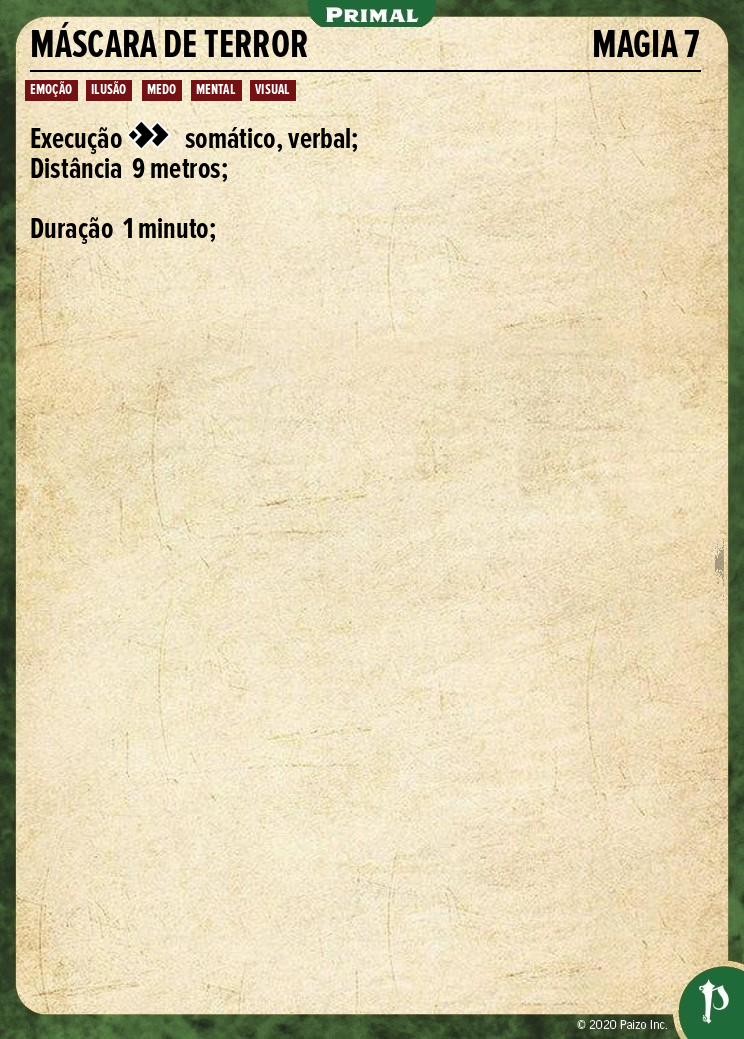 PRIMAL
MÁSCARA DE TERROR MAGIA 7
EMOÇÃO ILUSÃO MEDO MENTAL VISUAL
Execução somático, verbal;
Distância 9 metros;
Duração 1 minuto;
© 2020 Paizo Inc.
P